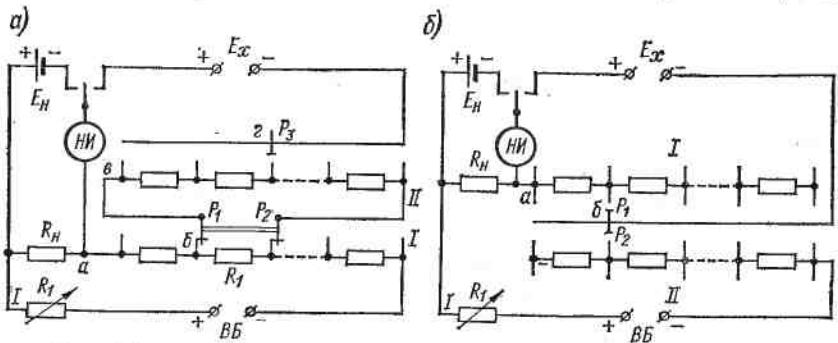 а)
+ -
Eн
+ Ex -
НИ
г P3
в
II
P1 P2
Rн
а
б
R1
I
I R1
+ ВБ -
б)
+ -
Eн
+ Ex -
НИ
Rн
а
I
б P1
P2
II
I R1
+ ВБ -